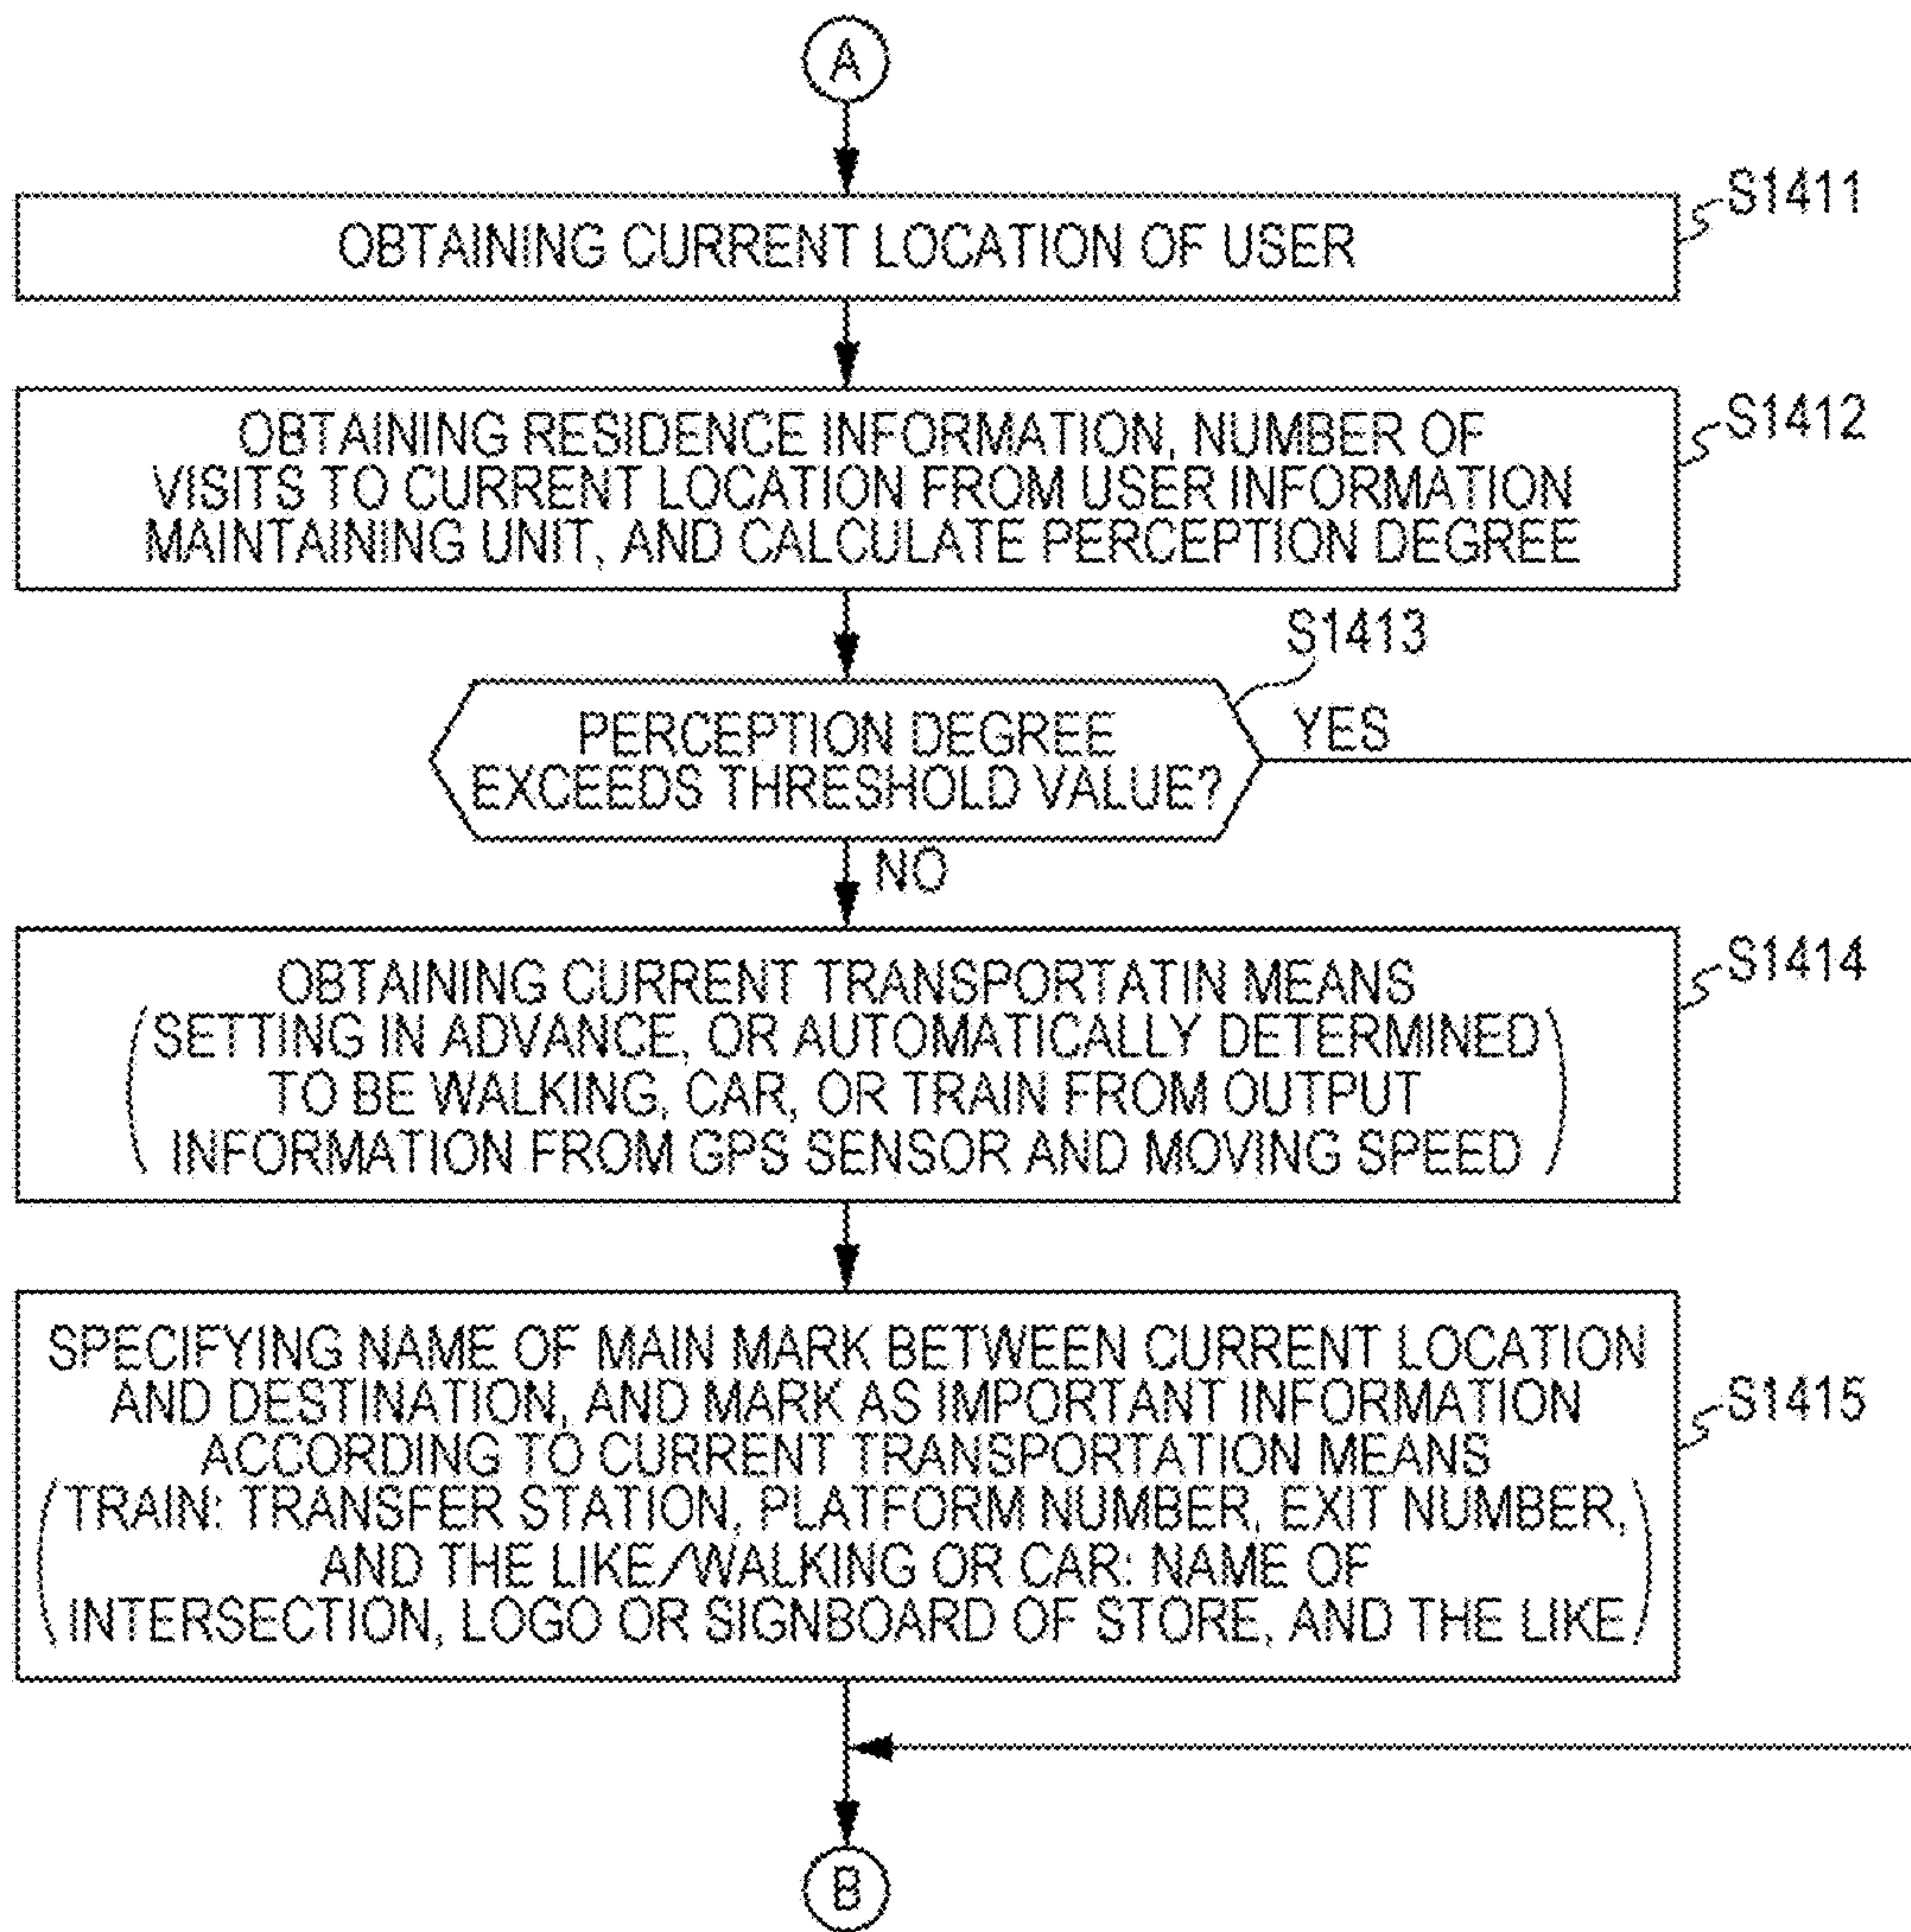 A
S1411
OBTAINING CURRENT LOCATION OF USER
S1412
OBTAINING RESIDENCE INFORMATION, NUMBER OF
VISITS TO CURRENT LOCATION FROM USER INFORMATION
MAINTAINING UNIT, AND CALCULATE PERCEPTION DEGREE
S1413
PERCEPTION DEGREE
EXCEEDS THRESHOLD VALUE?
YES
NO
S1414
OBTAINING CURRENT TRANSPORTATIN MEANS
(SETTING IN ADVANCE, OR AUTOMATICALLY DETERMINED
TO BE WALKING, CAR, OR TRAIN FROM OUTPUT
INFORMATION FROM GPS SENSOR AND MOVING SPEED)
S1415
SPECIFYING NAME OF MAIN MARK BETWEEN CURRENT LOCATION
AND DESTINATION, AND MARK AS IMPORTANT INFORMATION
ACCORDING TO CURRENT TRANSPORTATION MEANS
(TRAIN: TRANSFER STATION, PLATFORM NUMBER, EXIT NUMBER,
AND THE LIKE/WALKING OR CAR: NAME OF
INTERSECTION, LOGO OR SIGNBOARD OF STORE, AND THE LIKE)
B